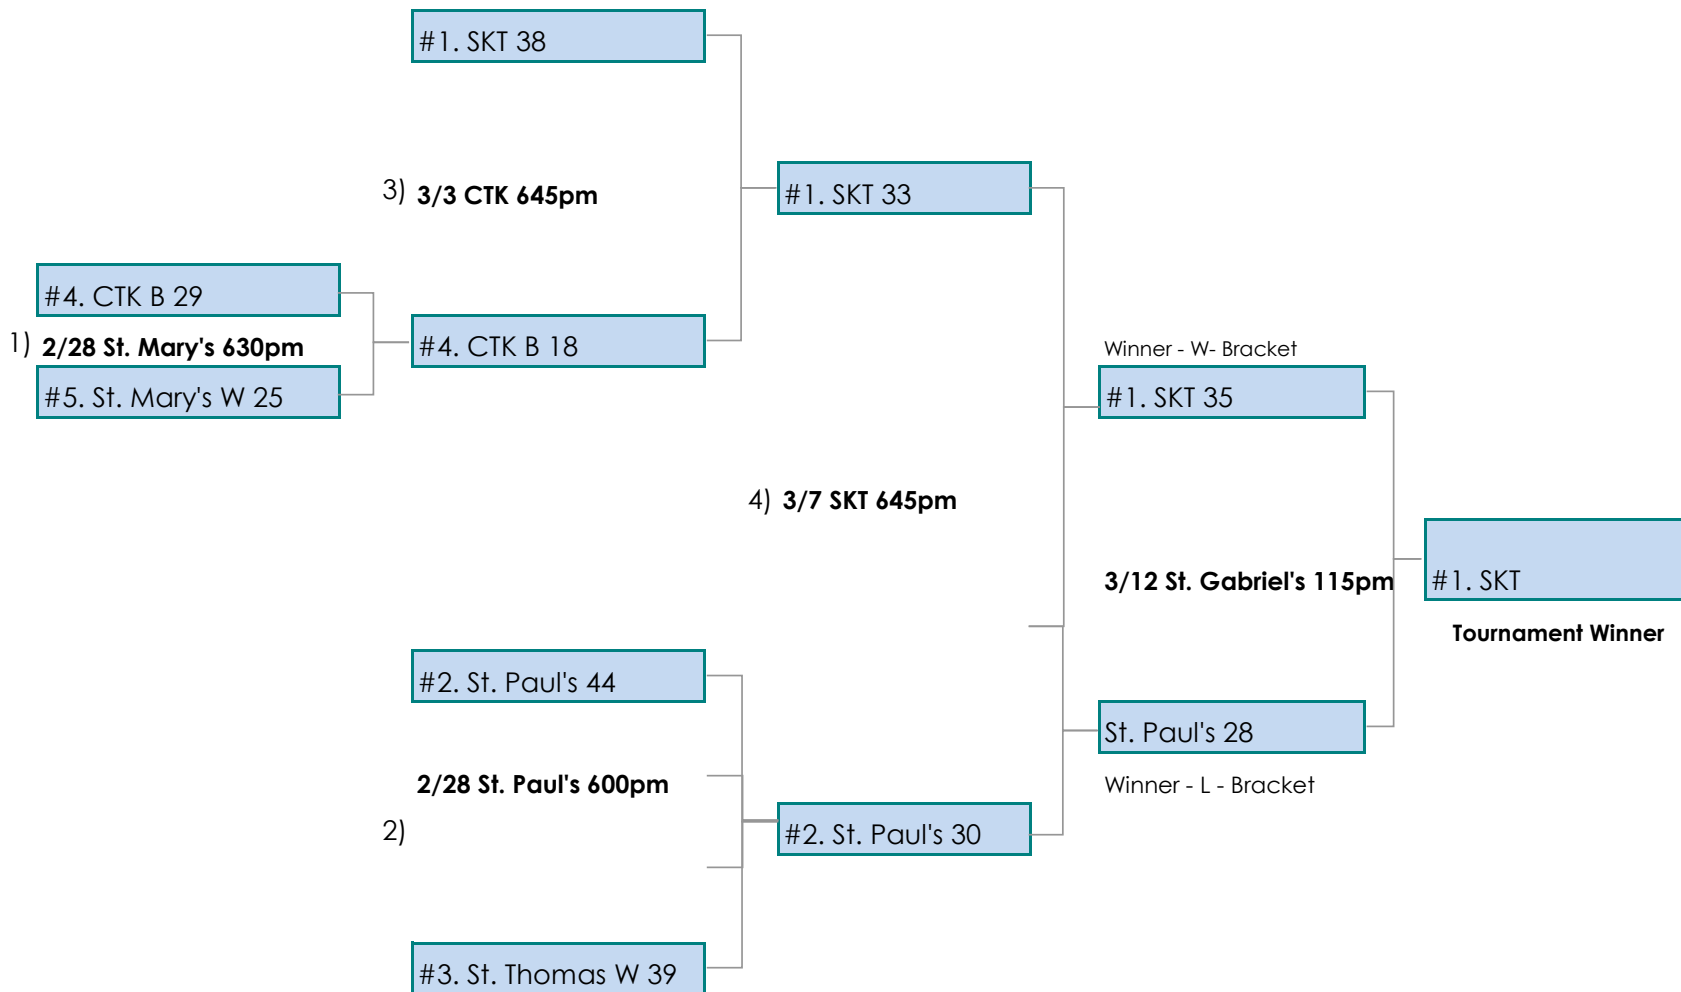 #1. SKT 38
3) 3/3 CTK 645pm
#1. SKT 33
#4. CTK B 29
1) 2/28 St. Mary's 630pm
#4. CTK B 18
#5. St. Mary's W 25
Winner - W- Bracket
#1. SKT 35
4) 3/7 SKT 645pm
3/12 St. Gabriel's 115pm
#1. SKT
Tournament Winner
#2. St. Paul's 44
St. Paul's 28
Winner - L - Bracket
2/28 St. Paul's 600pm
2)
#2. St. Paul's 30
#3. St. Thomas W 39